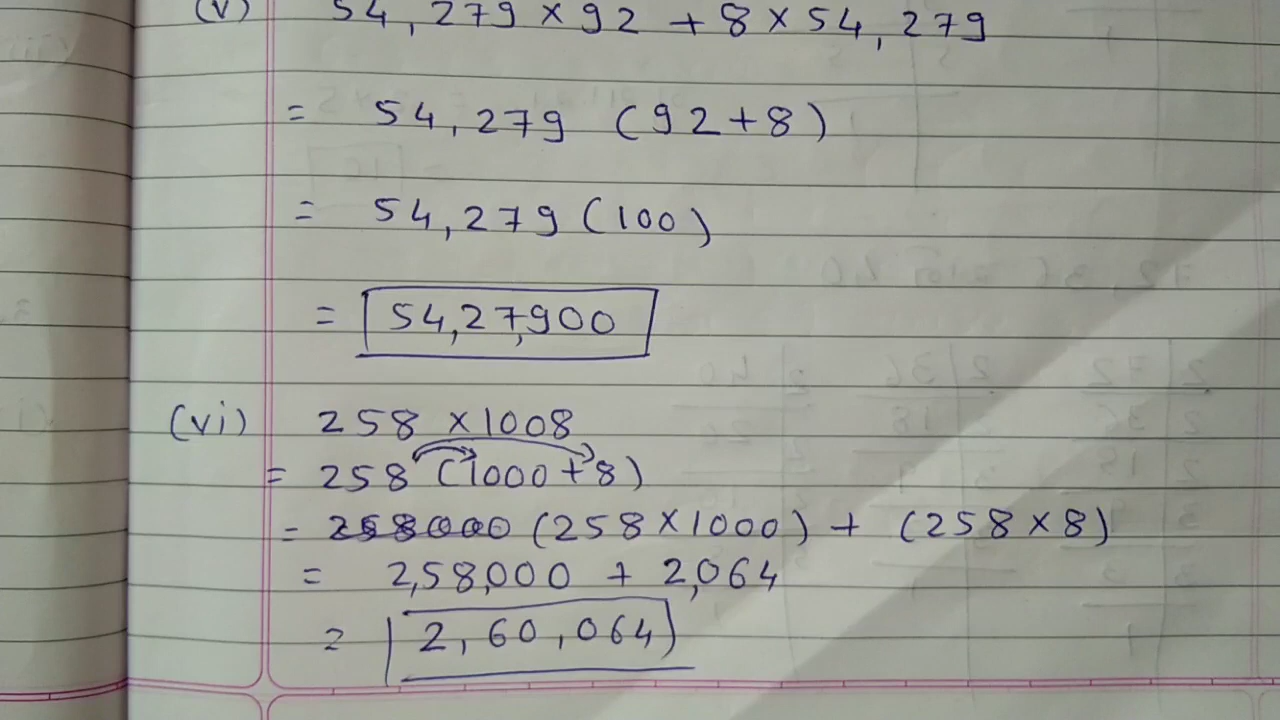 (v) 54,279 × 92 + 8 × 54,279
= 54,279 (92+8)
= 54,279 (100)
= 54,27,900
(vi) 258 × 1008
= 258 (1000 + 8)
= (258 × 1000) + (258 × 8)
= 2,58,000 + 2,064
= 2,60,064